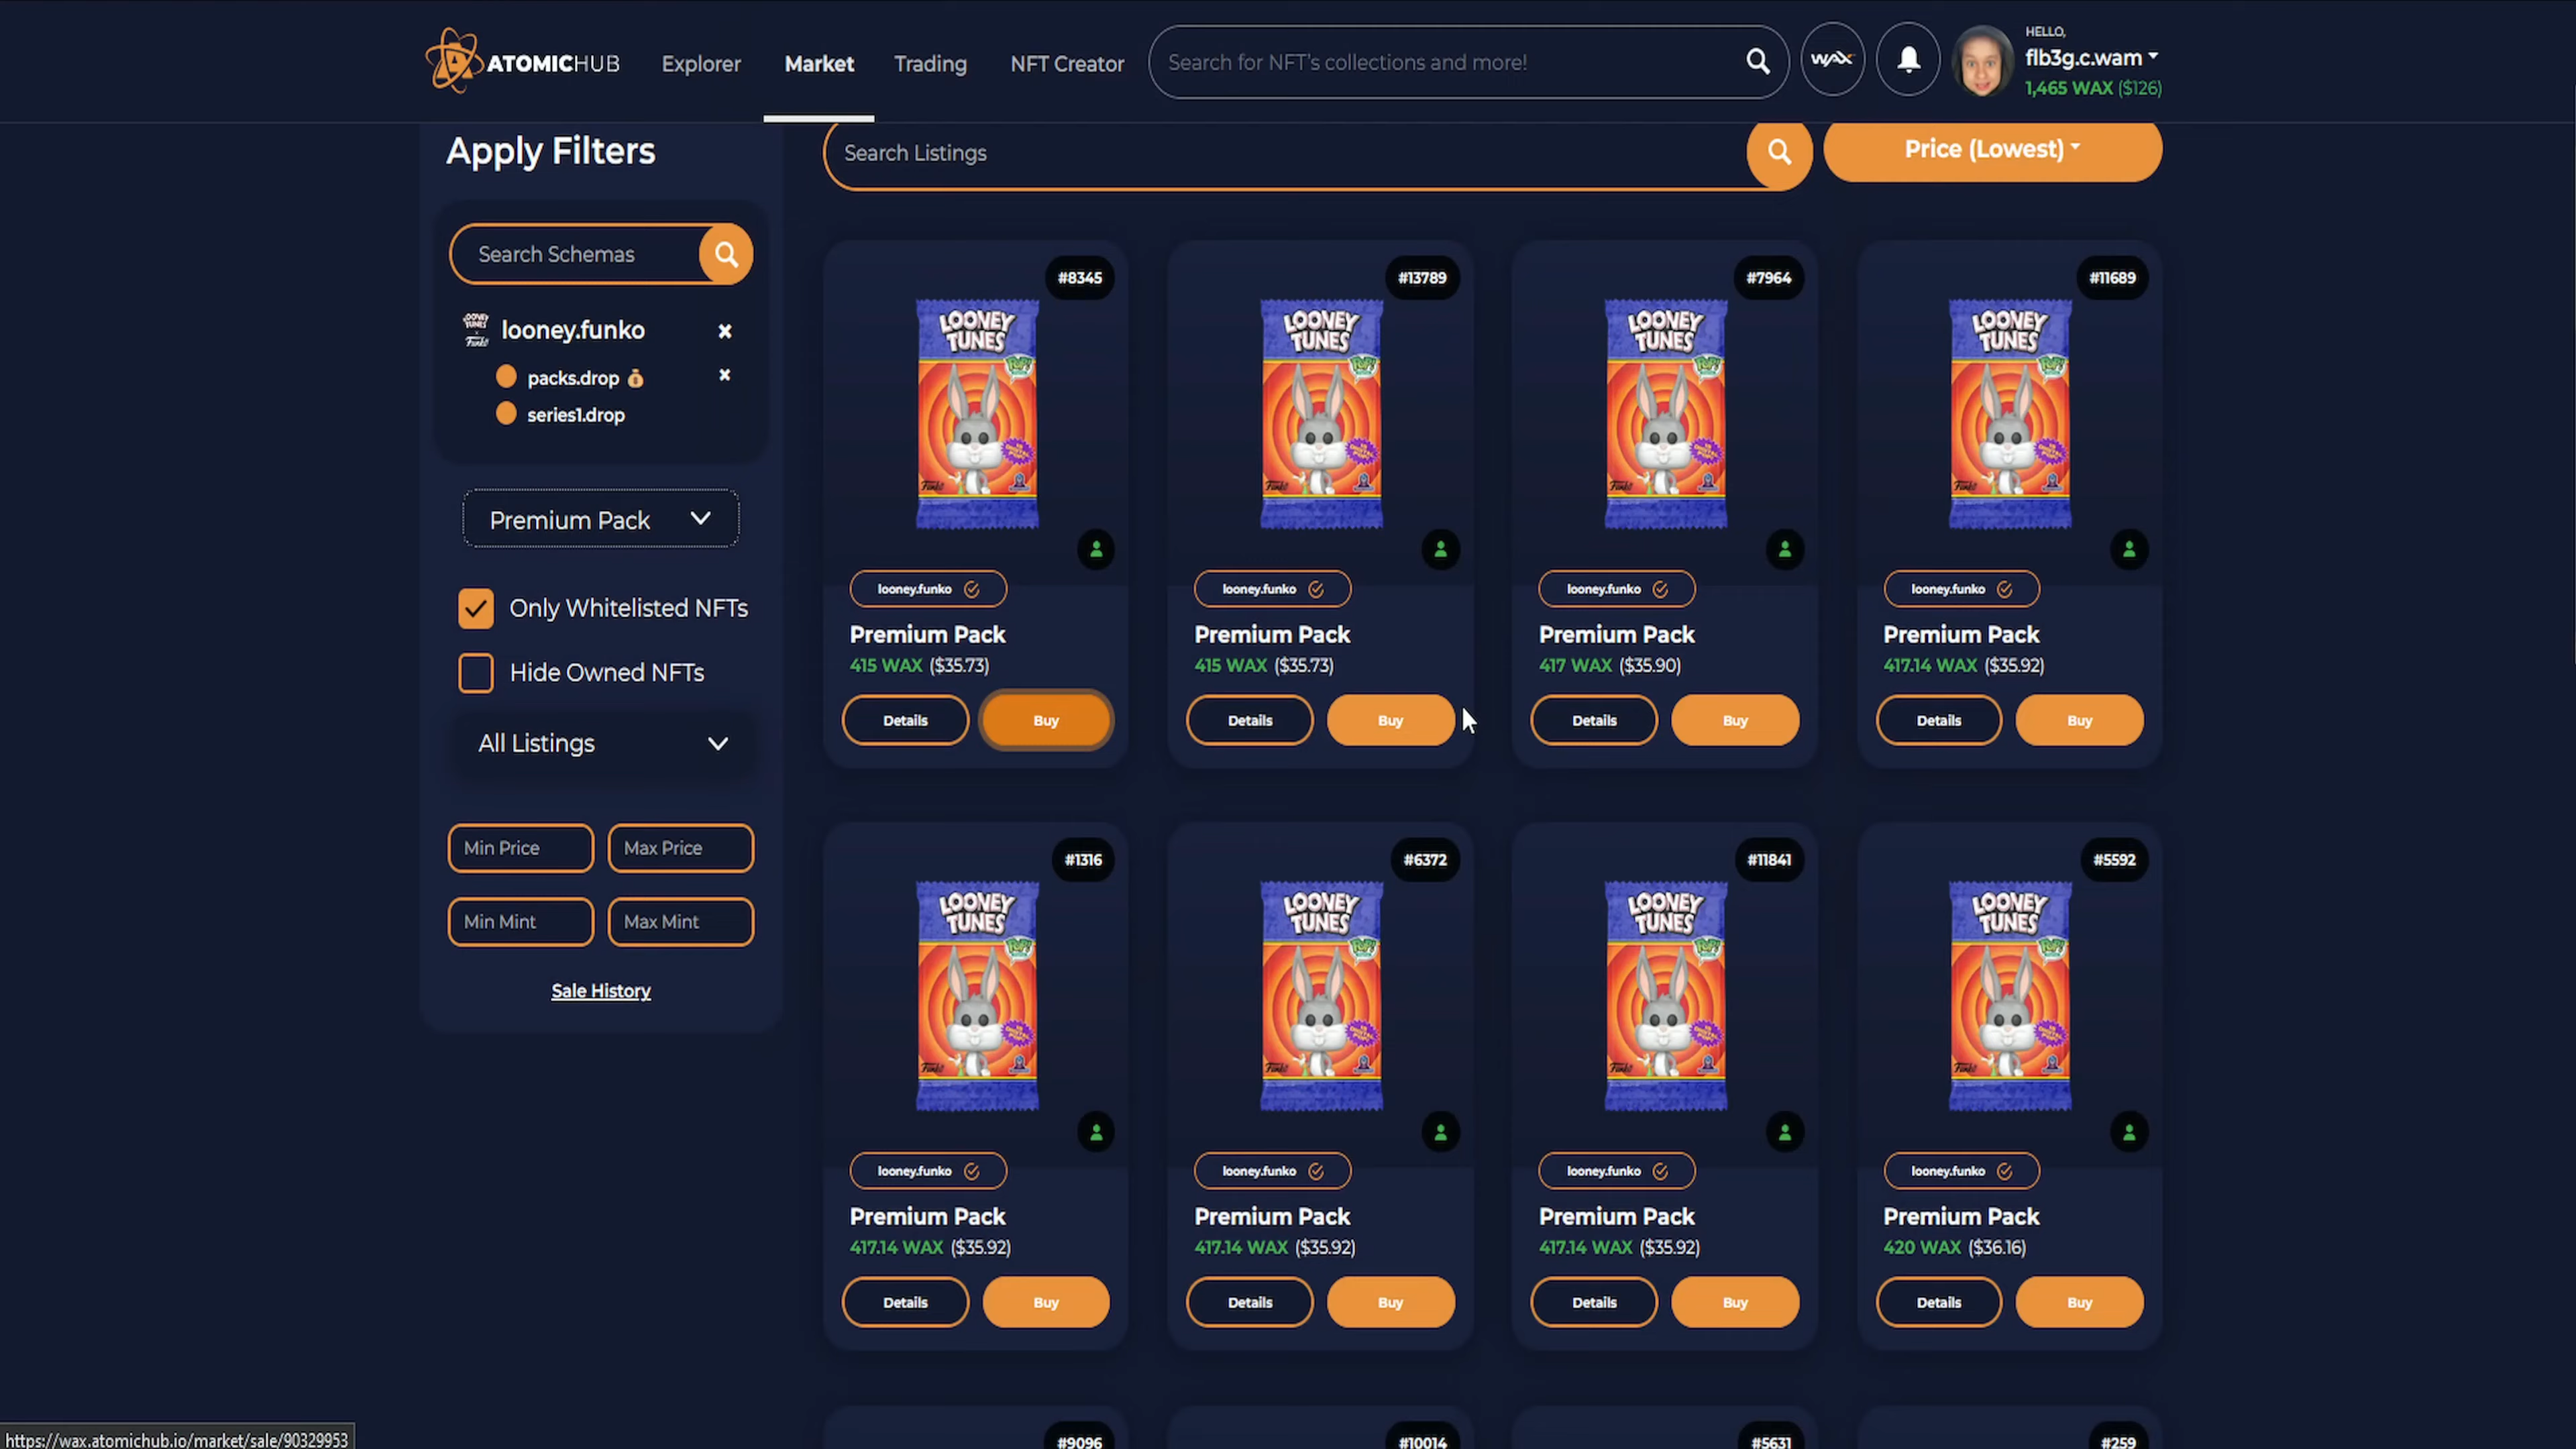 ATOMICHUB
Explorer
Market
Trading
NFT Creator
Search for NFT's collections and more!
WAX
HELLO,
flb3g.c.wam
1,465 WAX ($126)
Apply Filters
Search Listings
Price (Lowest)
Search Schemas
looney.funko
packs.drop
series1.drop
Premium Pack
Only Whitelisted NFTs
Hide Owned NFTs
All Listings
Min Price
Max Price
Min Mint
Max Mint
Sale History
#8345
#13789
#7964
#11689
LOONEY TUNES
LOONEY TUNES
LOONEY TUNES
LOONEY TUNES
Funko
Funko
Funko
Funko
looney.funko
looney.funko
looney.funko
looney.funko
Premium Pack
Premium Pack
Premium Pack
Premium Pack
415 WAX ($35.73)
415 WAX ($35.73)
417 WAX ($35.90)
417.14 WAX ($35.92)
Details
Buy
Details
Buy
Details
Buy
Details
Buy
#1316
#6372
#11841
#5592
LOONEY TUNES
LOONEY TUNES
LOONEY TUNES
LOONEY TUNES
Funko
Funko
Funko
Funko
looney.funko
looney.funko
looney.funko
looney.funko
Premium Pack
Premium Pack
Premium Pack
Premium Pack
417.14 WAX ($35.92)
417.14 WAX ($35.92)
417.14 WAX ($35.92)
420 WAX ($36.16)
Details
Buy
Details
Buy
Details
Buy
Details
Buy
#9096
#10014
#5631
#259
https://wax.atomichub.io/market/sale/90329953